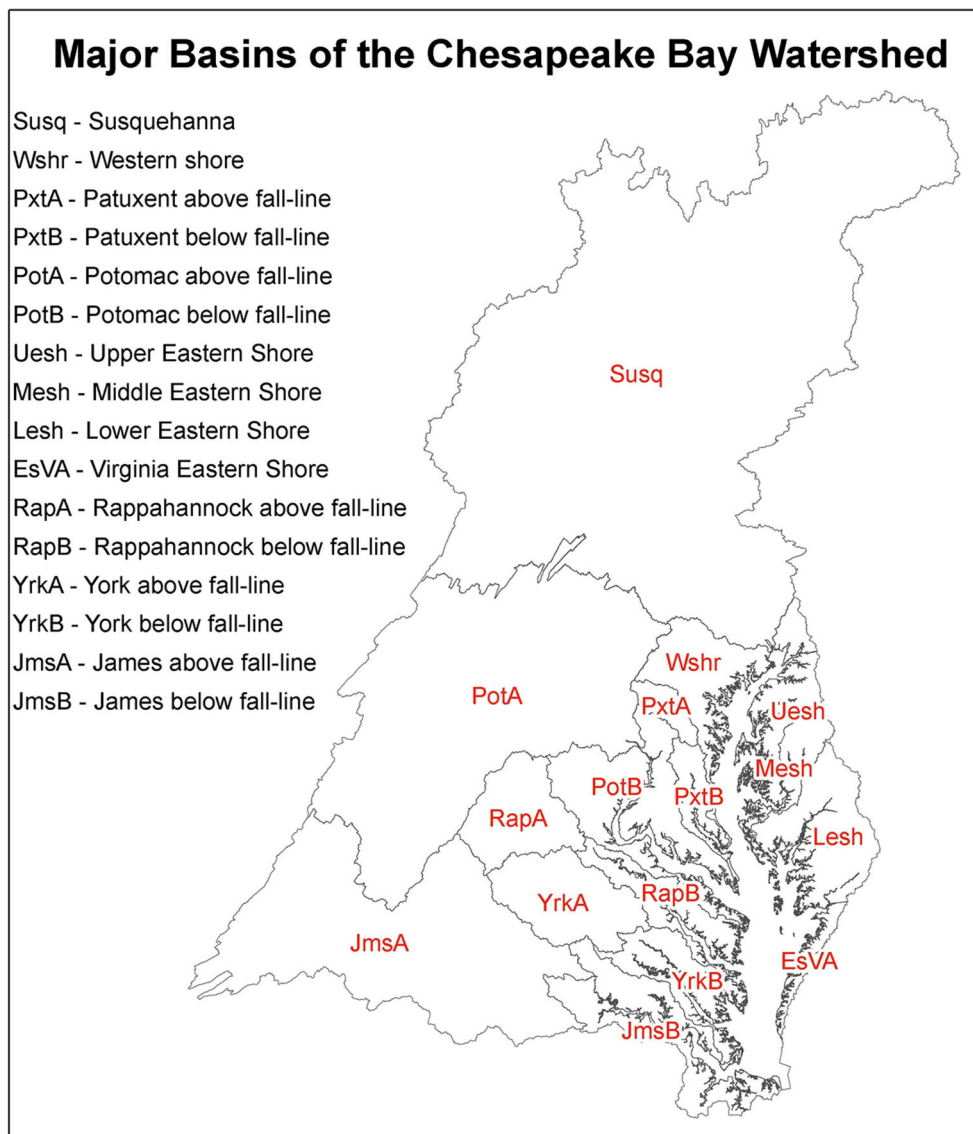 Major Basins of the Chesapeake Bay Watershed
Susq - Susquehanna
Wshr - Western shore
PxtA - Patuxent above fall-line
PxtB - Patuxent below fall-line
PotA - Potomac above fall-line
PotB - Potomac below fall-line
Uesh - Upper Eastern Shore
Mesh - Middle Eastern Shore
Lesh - Lower Eastern Shore
EsVA - Virginia Eastern Shore
RapA - Rappahannock above fall-line
RapB - Rappahannock below fall-line
YrkA - York above fall-line
YrkB - York below fall-line
JmsA - James above fall-line
JmsB - James below fall-line
Susq
Wshr
PotA
PxtA
Uesh
Mesh
PotB
PxtB
RapA
Lesh
RapB
YrkA
JmsA
EsVA
YrkB
JmsB